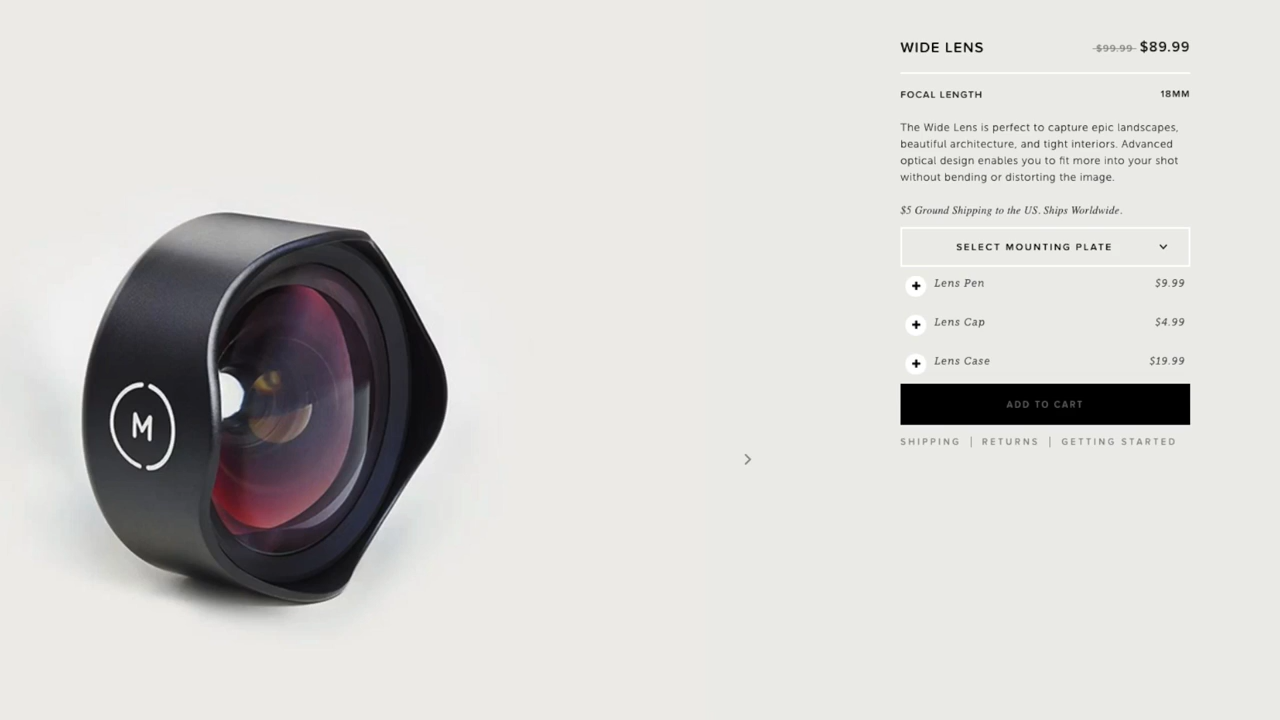 WIDE LENS $99.99 $89.99
FOCAL LENGTH 18MM
The Wide Lens is perfect to capture epic landscapes,
beautiful architecture, and tight interiors. Advanced
optical design enables you to fit more into your shot
without bending or distorting the image.
$5 Ground Shipping to the US. Ships Worldwide.
SELECT MOUNTING PLATE
Lens Pen $9.99
Lens Cap $4.99
Lens Case $19.99
ADD TO CART
SHIPPING | RETURNS | GETTING STARTED
M